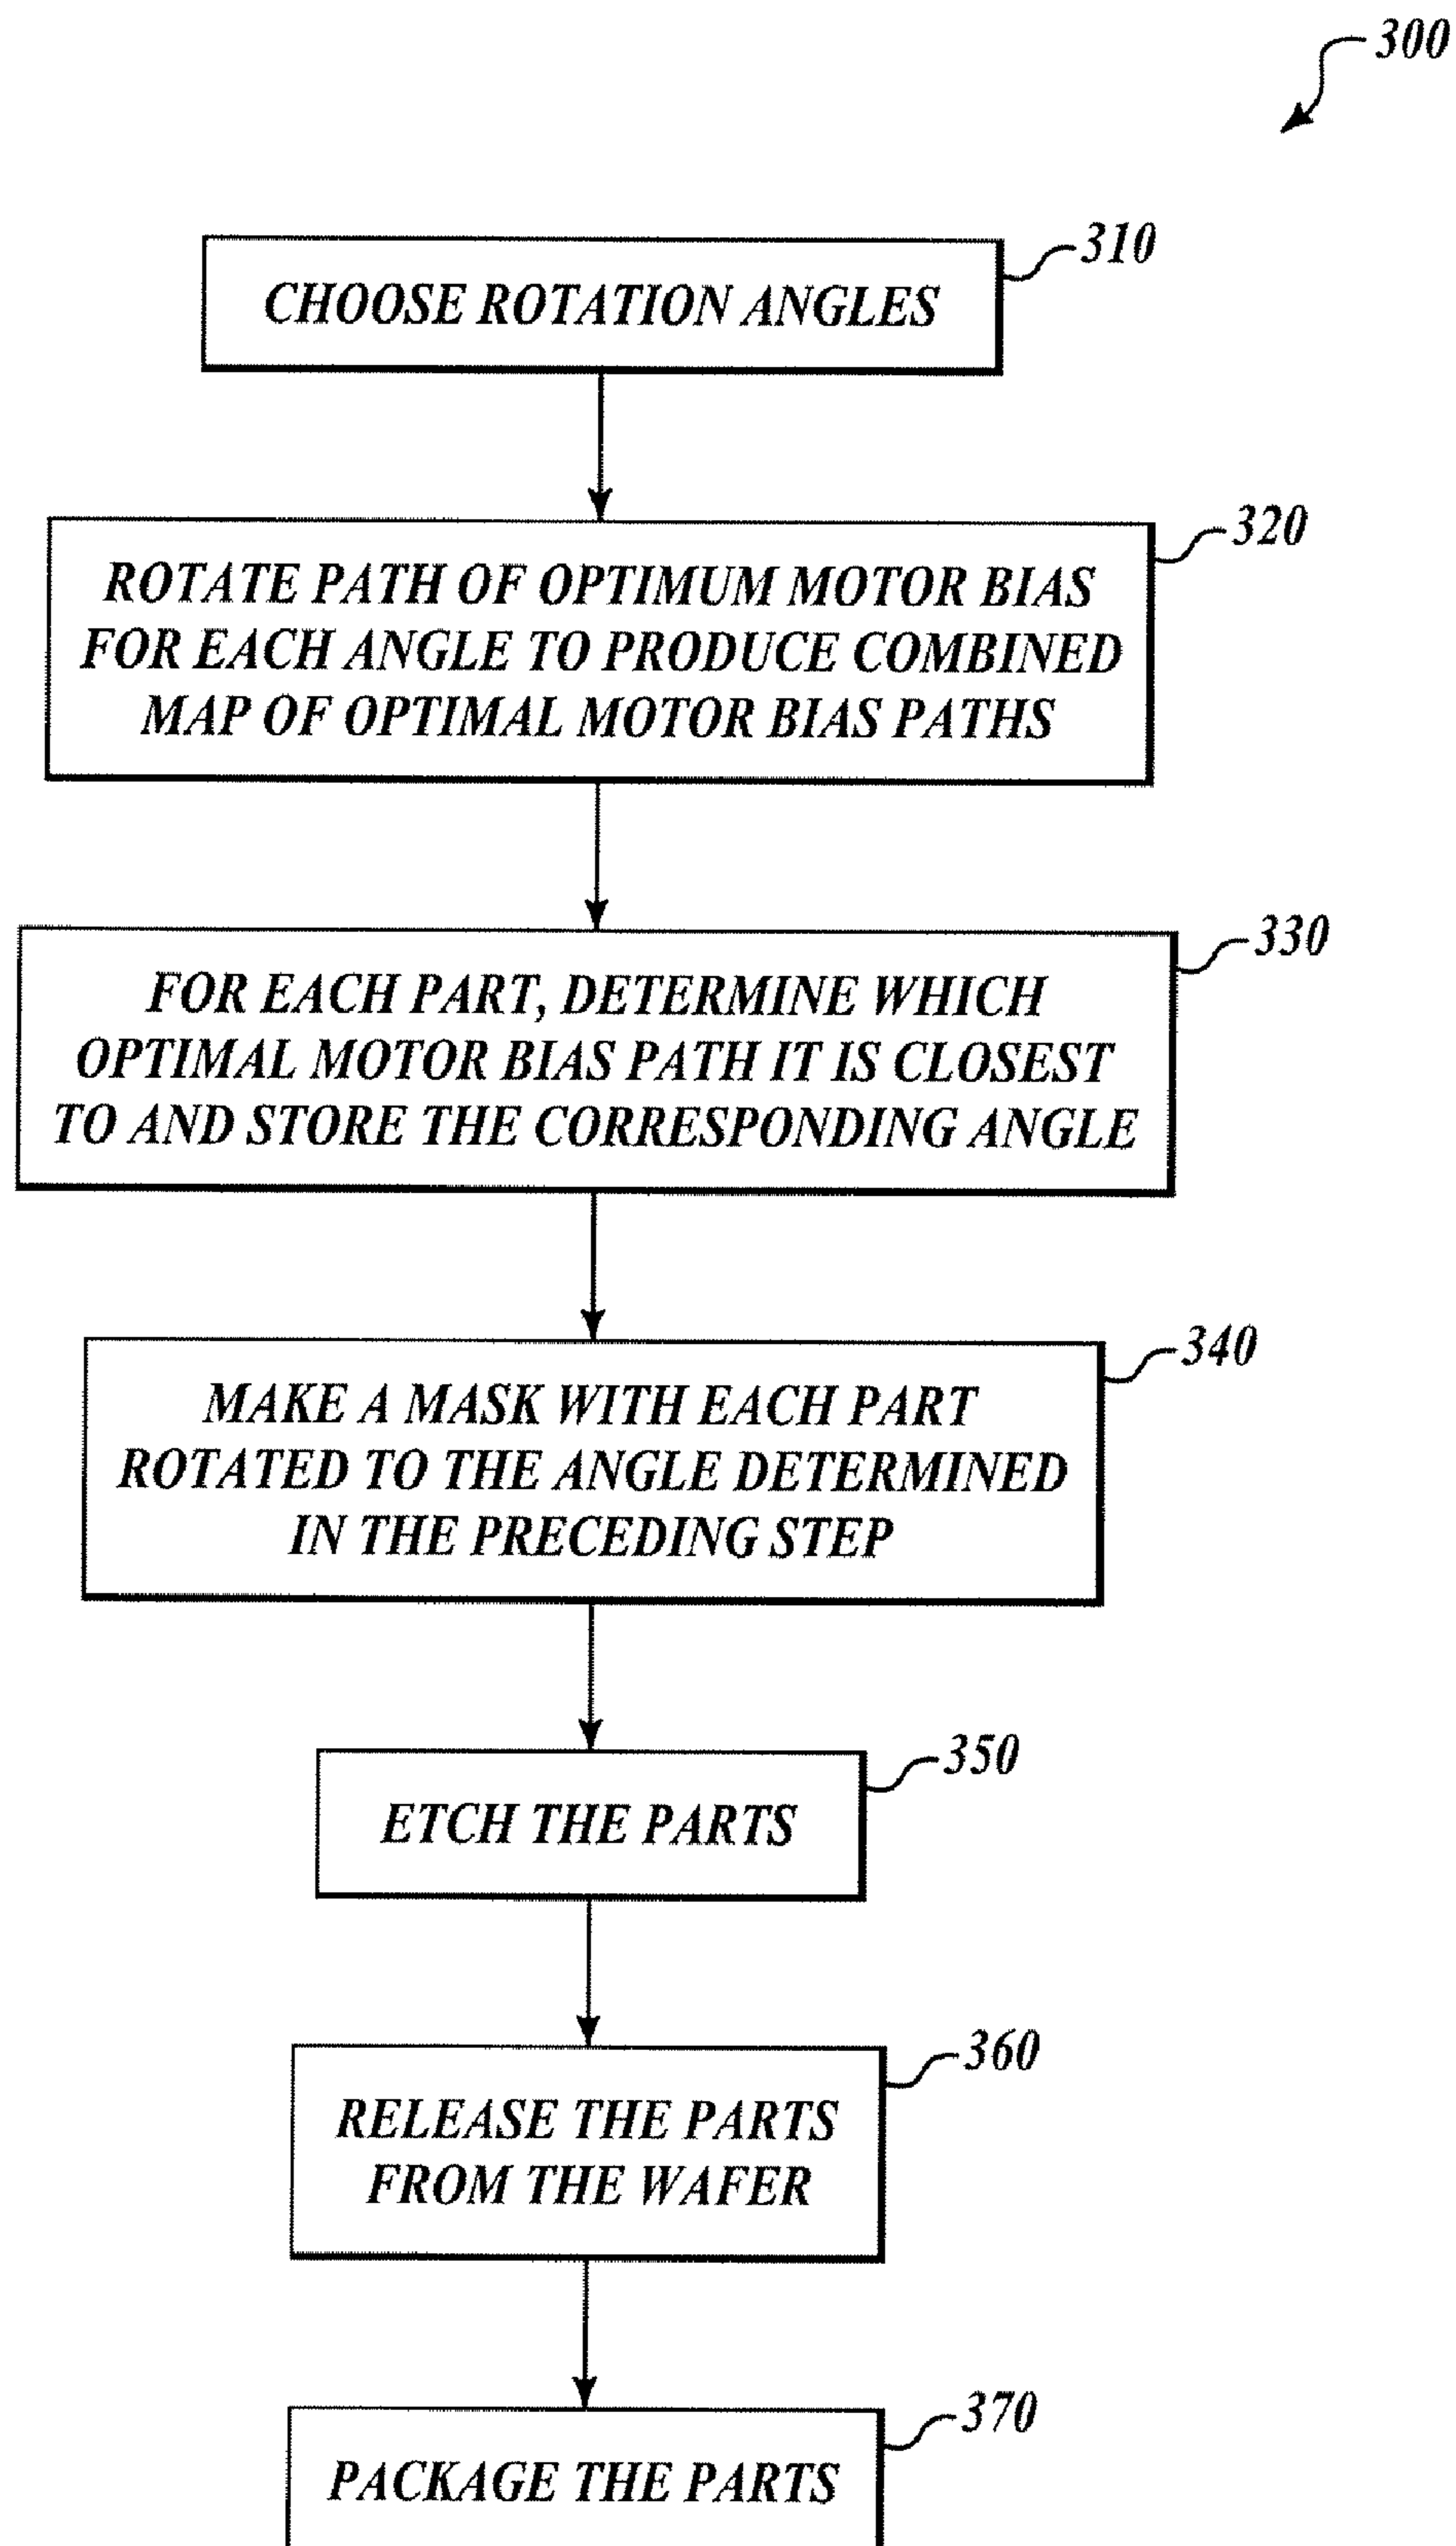 300
310
CHOOSE ROTATION ANGLES
320
ROTATE PATH OF OPTIMUM MOTOR BIAS
FOR EACH ANGLE TO PRODUCE COMBINED
MAP OF OPTIMAL MOTOR BIAS PATHS
330
FOR EACH PART, DETERMINE WHICH
OPTIMAL MOTOR BIAS PATH IT IS CLOSEST
TO AND STORE THE CORRESPONDING ANGLE
340
MAKE A MASK WITH EACH PART
ROTATED TO THE ANGLE DETERMINED
IN THE PRECEDING STEP
350
ETCH THE PARTS
360
RELEASE THE PARTS
FROM THE WAFER
370
PACKAGE THE PARTS